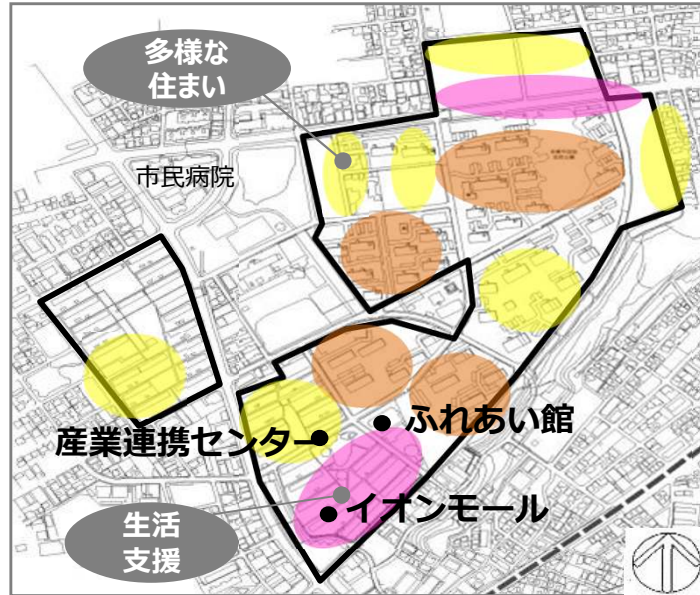 多様な
住まい
市民病院
ふれあい館
産業連携センター
イオンモール
生活
支援